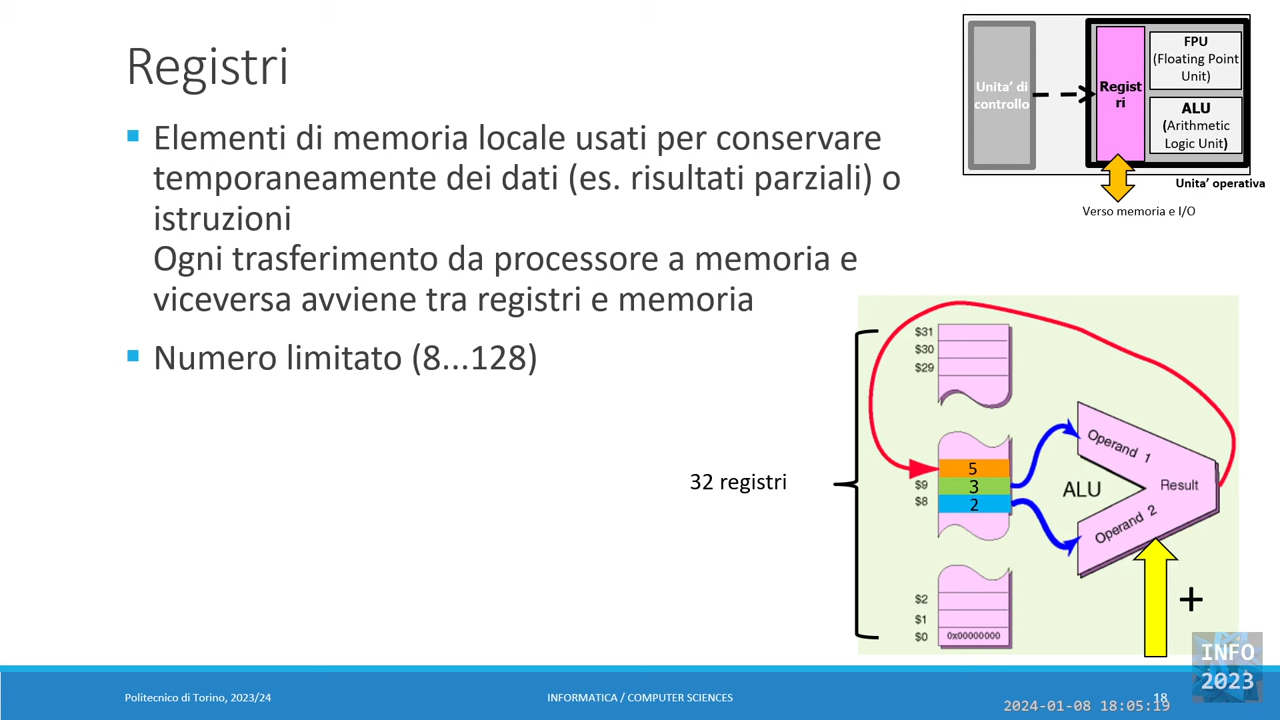 Registri
Elementi di memoria locale usati per conservare
temporaneamente dei dati (es. risultati parziali) o
istruzioni
Ogni trasferimento da processore a memoria e
viceversa avviene tra registri e memoria
Numero limitato (8...128)
Unita' di
controllo
Regist
ri
FPU
(Floating Point
Unit)
ALU
(Arithmetic
Logic Unit)
Unita' operativa
Verso memoria e I/O
32 registri
$31
$30
$29
5
$9 3
$8 2
$2
$1
$0 0x00000000
Operand 1
ALU
Result
Operand 2
+
INFO
2023
Politecnico di Torino, 2023/24
INFORMATICA / COMPUTER SCIENCES
18
2024-01-08 18:05:19